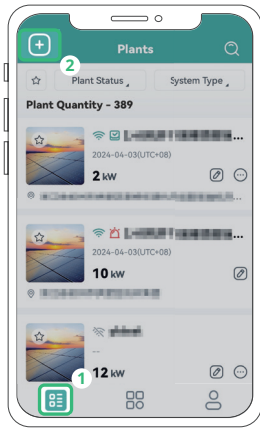 2
Plants
Plant Status
System Type
Plant Quantity - 389
...
2024-04-03(UTC+08)
2 kW
...
2024-04-03(UTC+08)
10 kW
--
12 kW
1